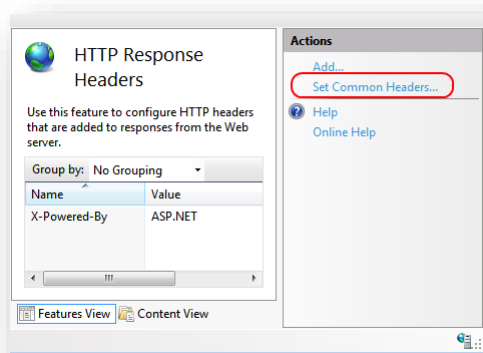 HTTP Response
Headers
Use this feature to configure HTTP headers
that are added to responses from the Web
server.
Group by: No Grouping
Name Value
X-Powered-By ASP.NET
Features View Content View
Actions
Add...
Set Common Headers...
Help
Online Help